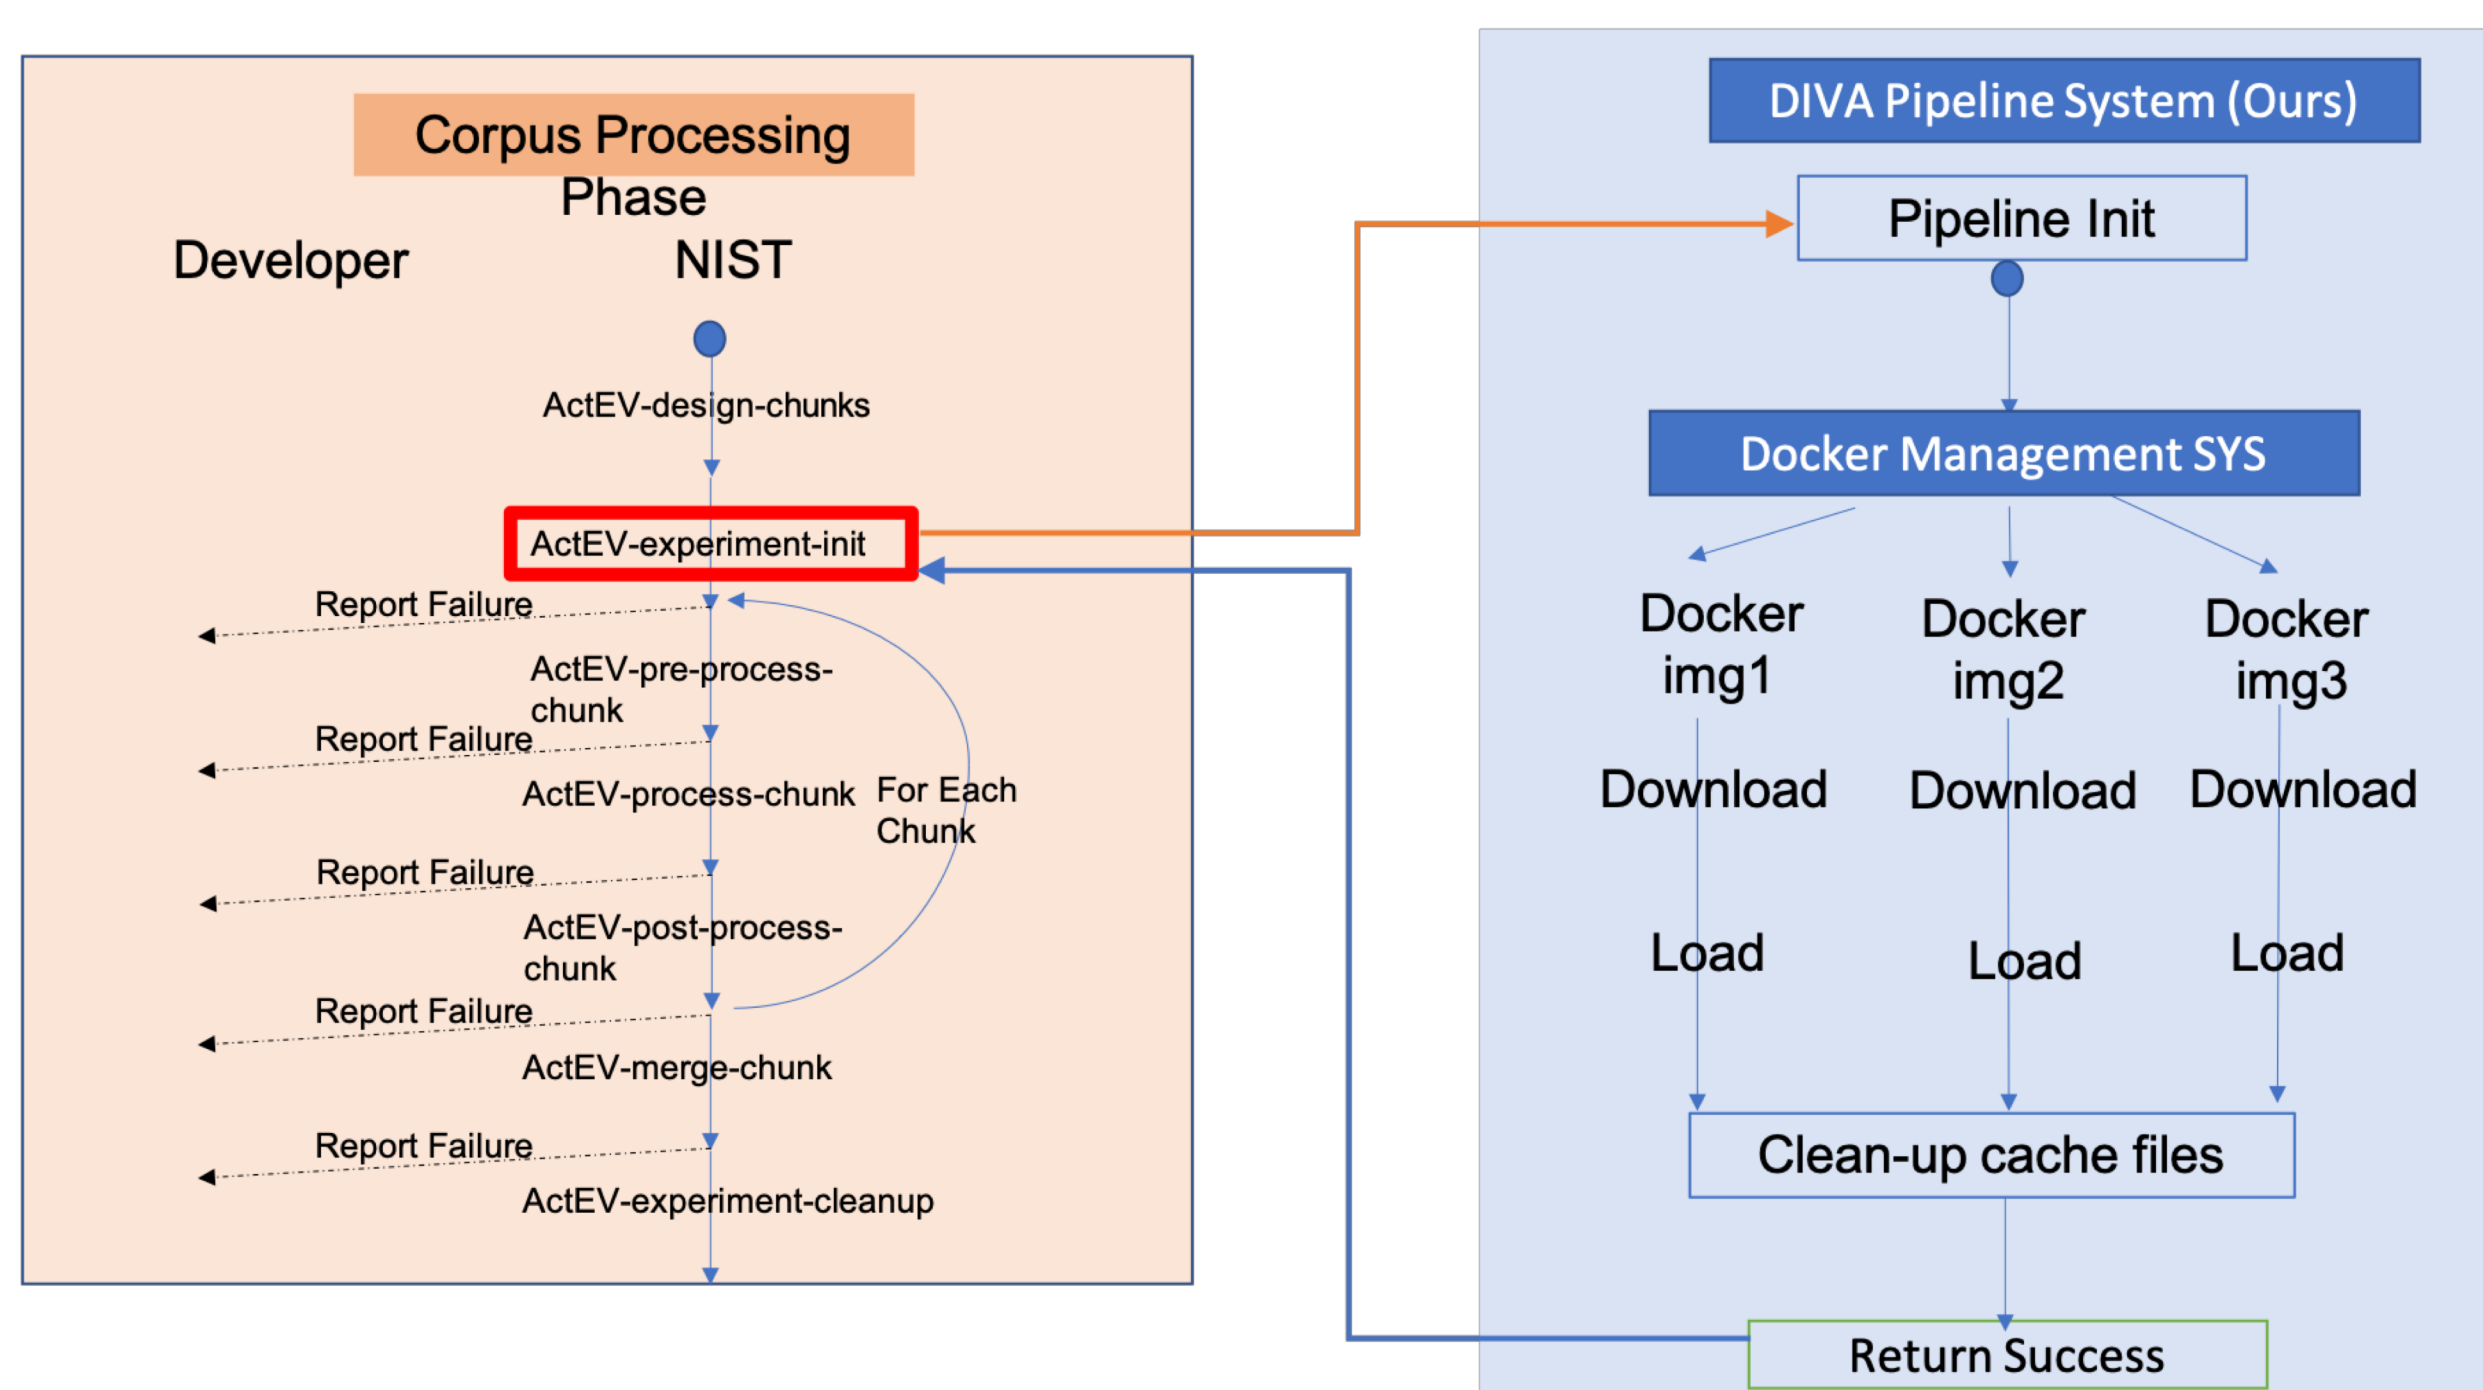 Corpus Processing
Phase
Developer
NIST
ActEV-design-chunks
ActEV-experiment-init
Report Failure
ActEV-pre-process-
chunk
Report Failure
ActEV-process-chunk
For Each
Chunk
Report Failure
ActEV-post-process-
chunk
Report Failure
ActEV-merge-chunk
Report Failure
ActEV-experiment-cleanup
DIVA Pipeline System (Ours)
Pipeline Init
Docker Management SYS
Docker
img1
Docker
img2
Docker
img3
Download
Download
Download
Load
Load
Load
Clean-up cache files
Return Success